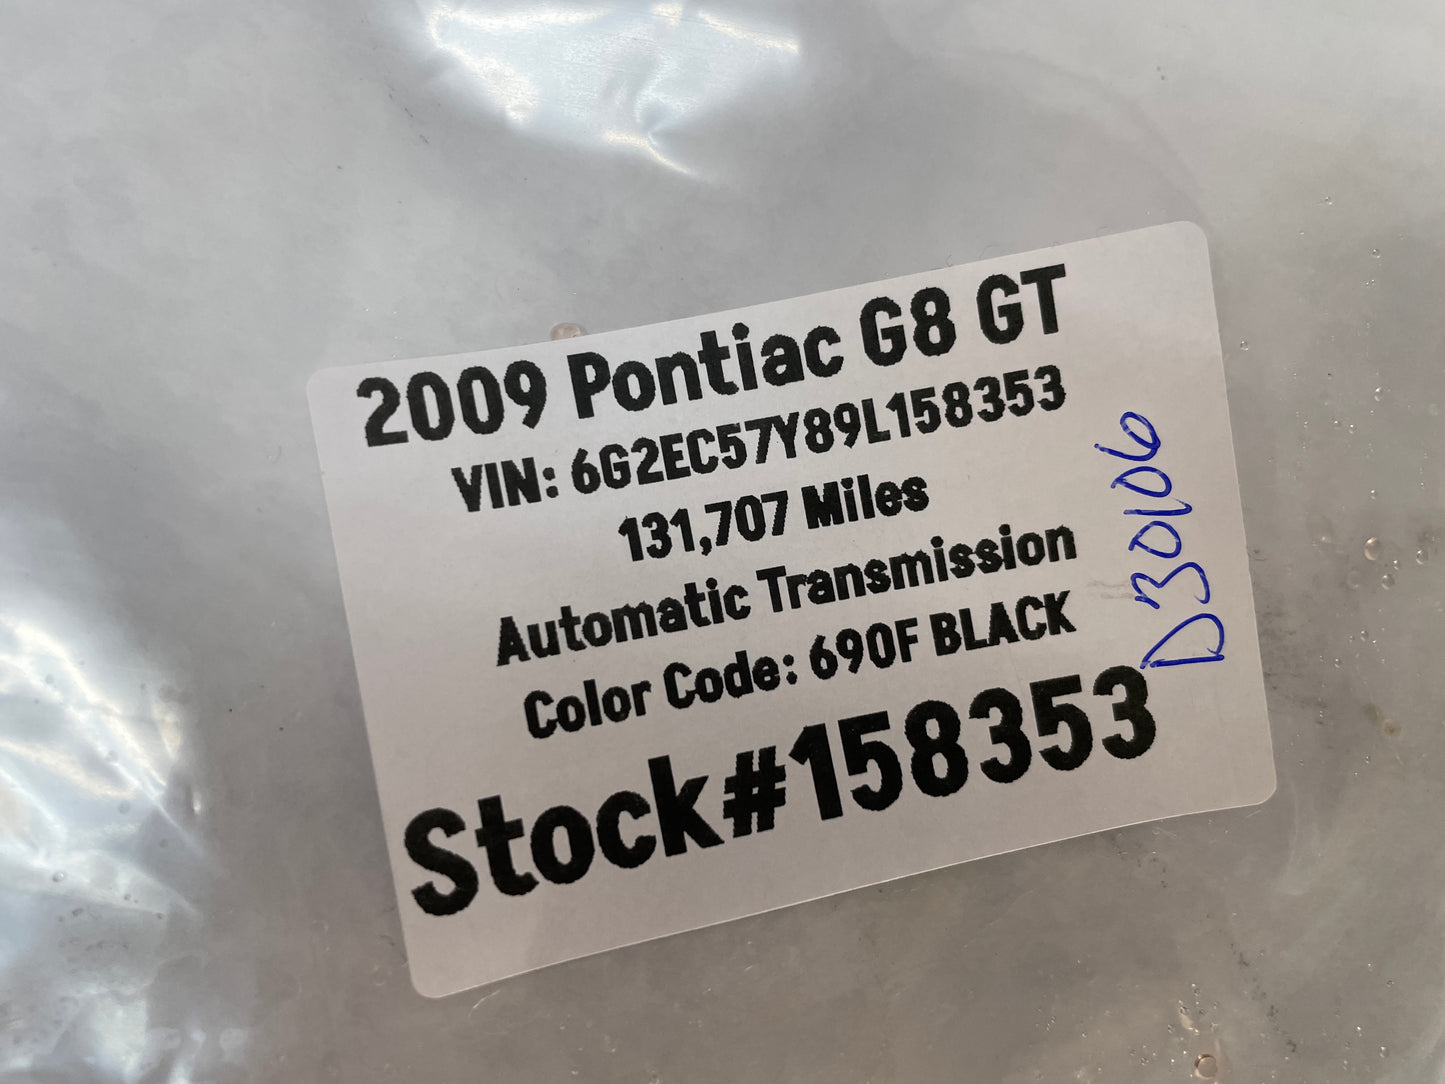 2009 Pontiac G8 GT
VIN: 6G2EC57Y89L158353
131,707 Miles
Automatic Transmission
Color Code: 690F BLACK
Stock#158353
D30106